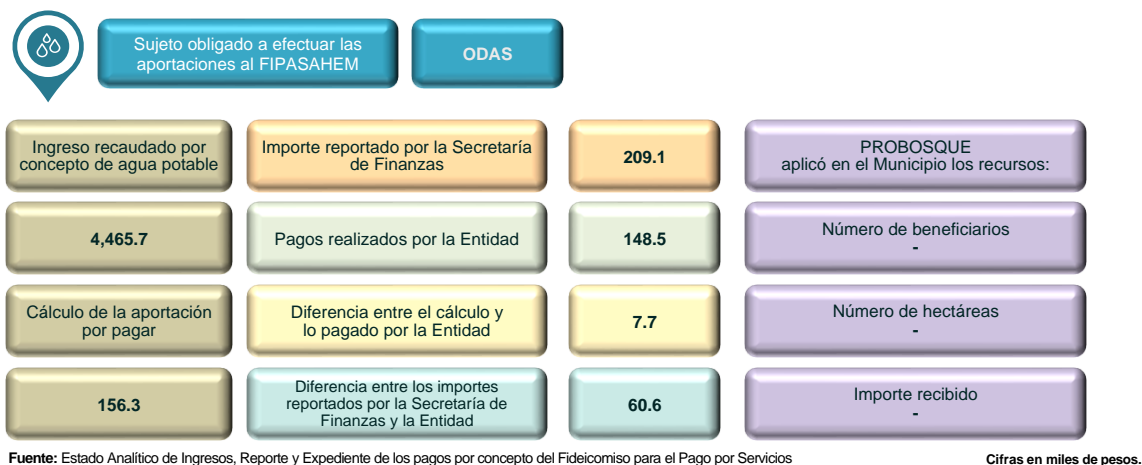 Sujeto obligado a efectuar las
aportaciones al FIPASAHEM
ODAS
Ingreso recaudado por
concepto de agua potable
Importe reportado por la Secretaría
de Finanzas
209.1
PROBOSQUE
aplicó en el Municipio los recursos:
4,465.7
Pagos realizados por la Entidad
148.5
Número de beneficiarios
-
Cálculo de la aportación
por pagar
Diferencia entre el cálculo y
lo pagado por la Entidad
7.7
Número de hectáreas
-
156.3
Diferencia entre los importes
reportados por la Secretaría de
Finanzas y la Entidad
60.6
Importe recibido
-
Fuente: Estado Analítico de Ingresos, Reporte y Expediente de los pagos por concepto del Fideicomiso para el Pago por Servicios
Cifras en miles de pesos.